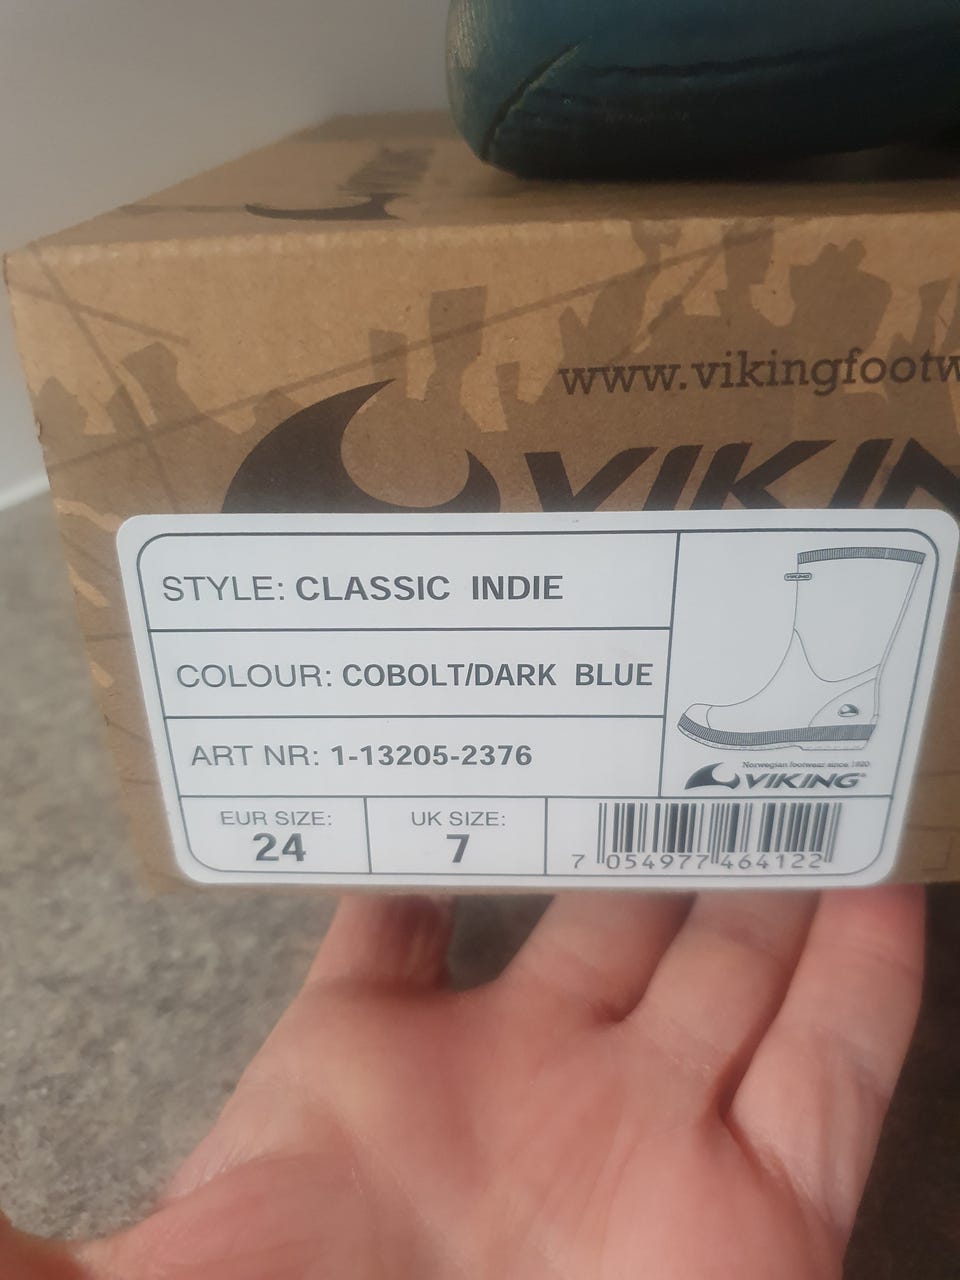 www.vikingfootw
VIKIN
STYLE: CLASSIC INDIE
COLOUR: COBOLT/DARK BLUE
ART NR: 1-13205-2376
VIKING
Norwegian footwear since 1920
VIKING
EUR SIZE:
24
UK SIZE:
7
7 054977 464122